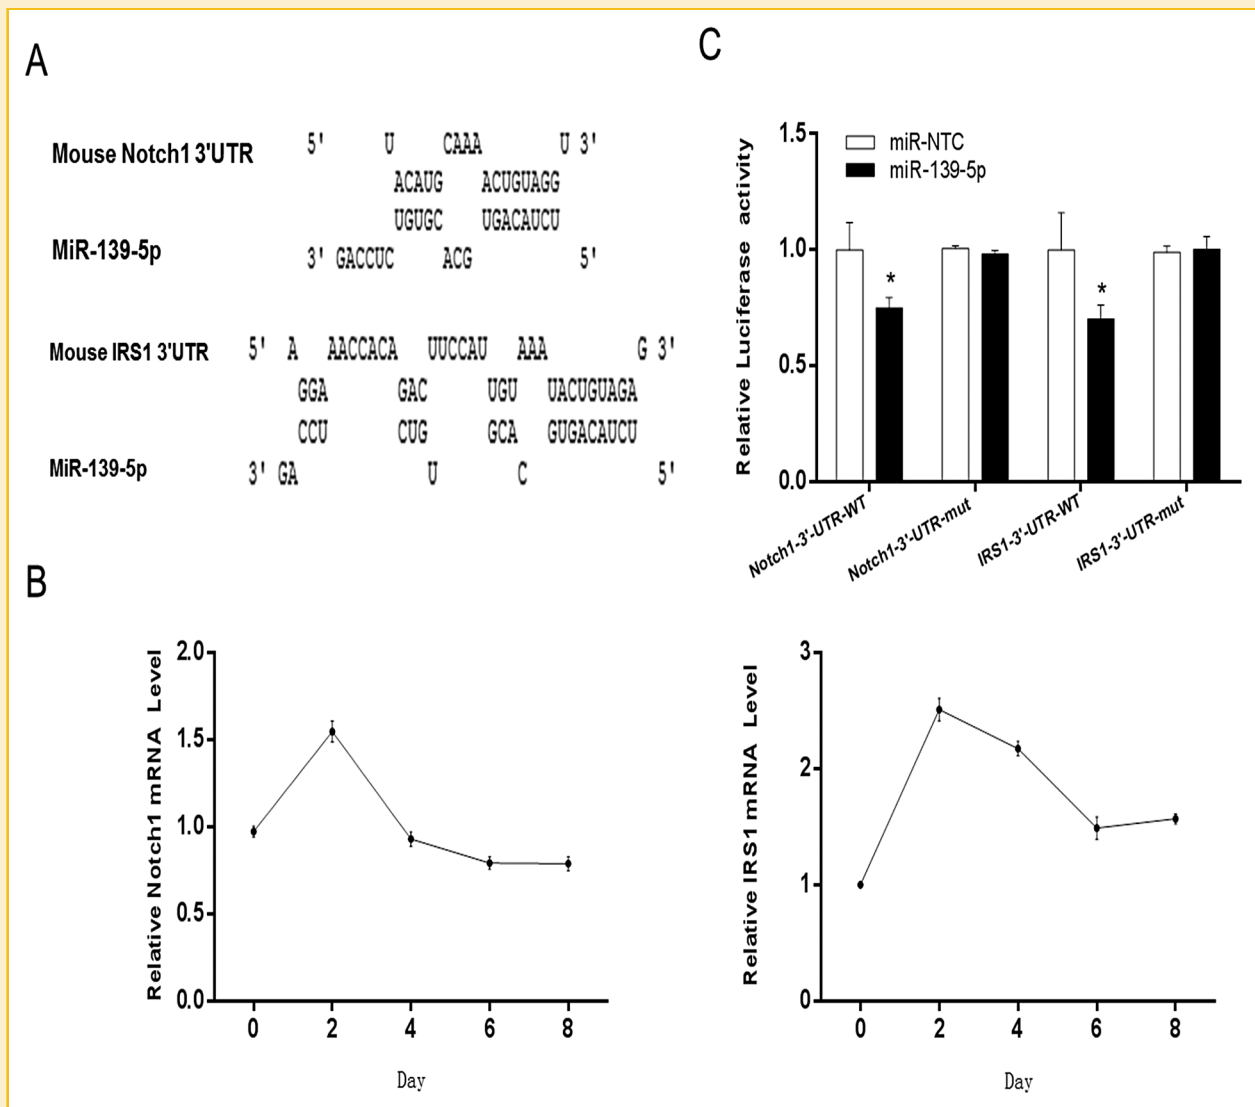 A
Mouse Notch1 3'UTR 5' U CAAA U 3'
ACAUG ACUGUAGG
UGUGC UGACAUCU
MiR-139-5p 3' GACCUC ACG 5'
Mouse IRS1 3'UTR 5' A AACCACA UUCCAU AAA G 3'
GGA GAC UGU UACUGUAGA
CCU CUG GCA GUGACAUCU
MiR-139-5p 3' GA U C 5'
C
Relative Luciferase activity
1.5
1.0
0.5
0.0
miR-NTC
miR-139-5p
*
*
Notch1-3'-UTR-WT
Notch1-3'-UTR-mut
IRS1-3'-UTR-WT
IRS1-3'-UTR-mut
B
Relative Notch1 mRNA Level
2.0
1.5
1.0
0.5
0.0
0 2 4 6 8
Day
Relative IRS1 mRNA Level
3
2
1
0
0 2 4 6 8
Day